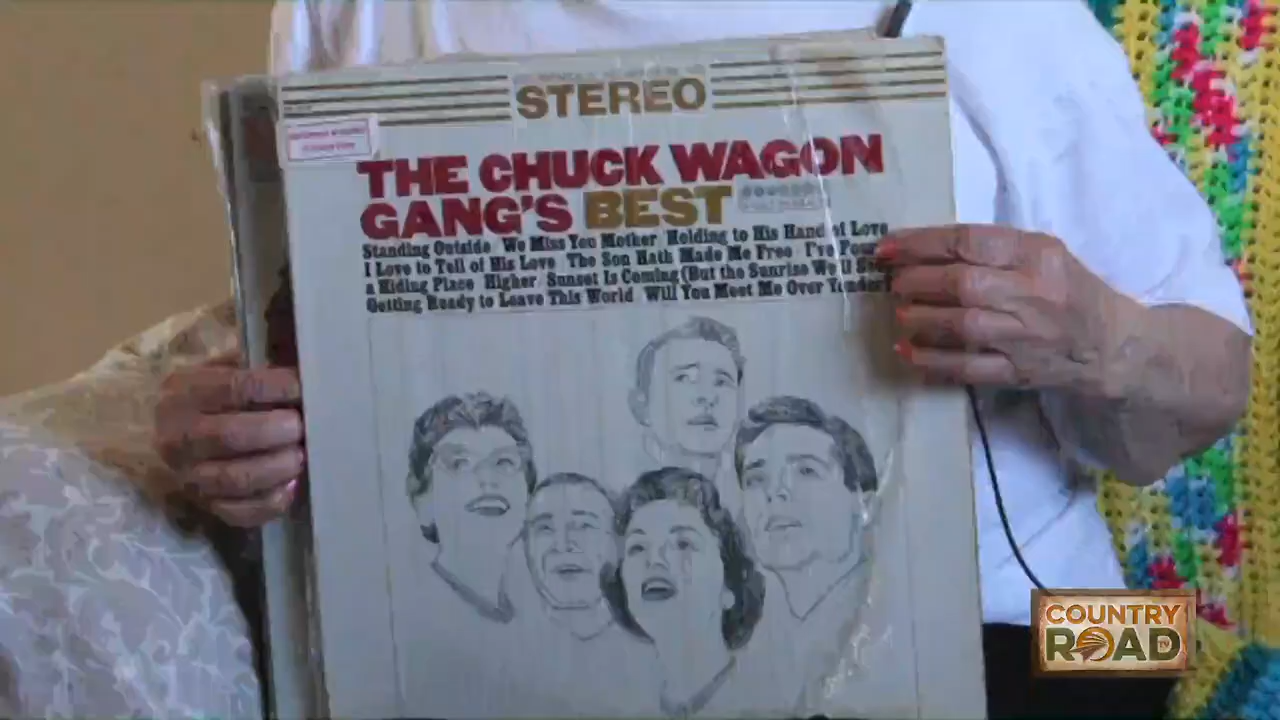 STEREO
THE CHUCK WAGON
GANG'S BEST
Standing Outside We Miss You Mother Holding to His Hand of Love
I Love to Tell of His Love The Son Hath Made Me Free I've
a Hiding Place Higher Sunset Is Coming (But the Sunrise We'll
Getting Ready to Leave This World Will You Meet Me Over Yonder
COUNTRY
ROAD
TV